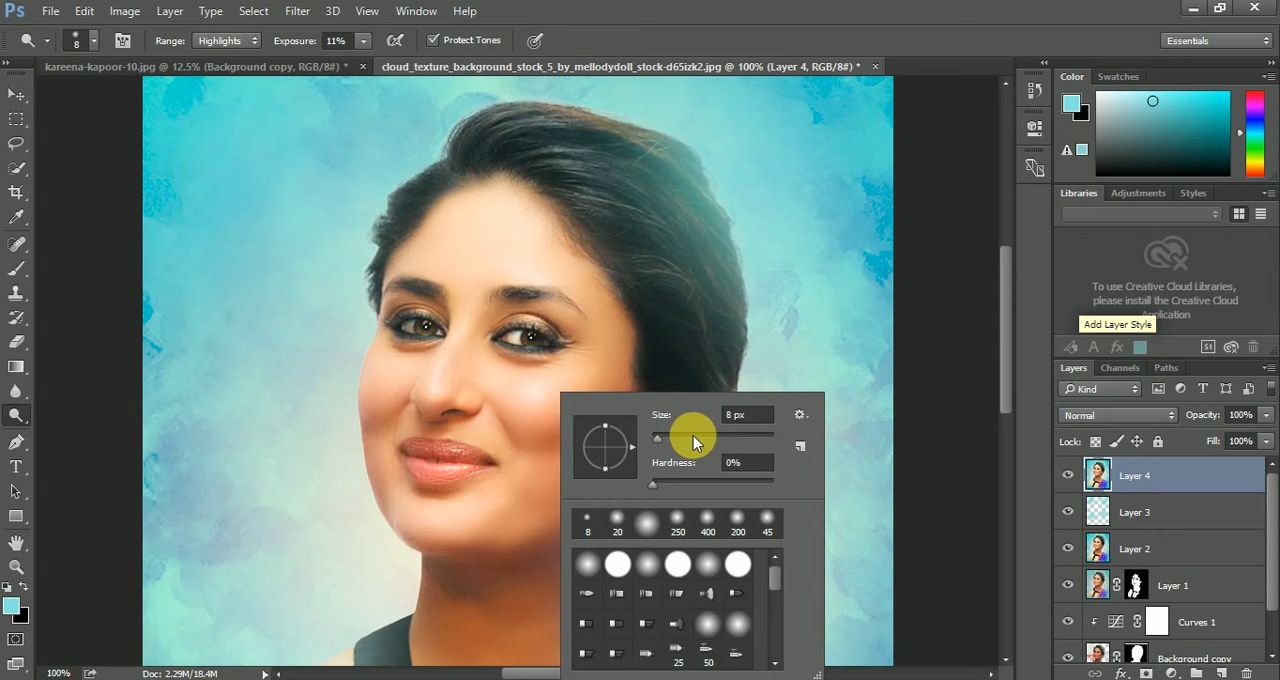 Ps File Edit Image Layer Type Select Filter 3D View Window Help
8 Range: Highlights Exposure: 11% Protect Tones Essentials
kareena-kapoor-10.jpg @ 12.5% (Background copy, RGB/8#) * × cloud_texture_background_stock_5_by_mellodydoll_stock-d65izk2.jpg @ 100% (Layer 4, RGB/8#) * ×
Color Swatches
Libraries Adjustments Styles
To use Creative Cloud Libraries,
please install the Creative Cloud
Application
Add Layer Style
fx St
Layers Channels Paths
Kind
Normal Opacity: 100%
Lock: Fill: 100%
Layer 4
Layer 3
Layer 2
Layer 1
Curves 1
Background copy
fx
Size: 8 px
Hardness: 0%
8 20 250 400 200 45
25 50
100% Doc: 2.29M/18.4M